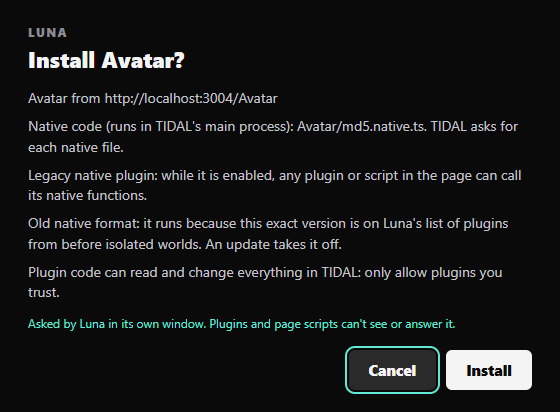 LUNA
Install Avatar?
Avatar from http://localhost:3004/Avatar
Native code (runs in TIDAL's main process): Avatar/md5.native.ts. TIDAL asks for
each native file.
Legacy native plugin: while it is enabled, any plugin or script in the page can call
its native functions.
Old native format: it runs because this exact version is on Luna's list of plugins
from before isolated worlds. An update takes it off.
Plugin code can read and change everything in TIDAL: only allow plugins you
trust.
Asked by Luna in its own window. Plugins and page scripts can't see or answer it.
Cancel Install